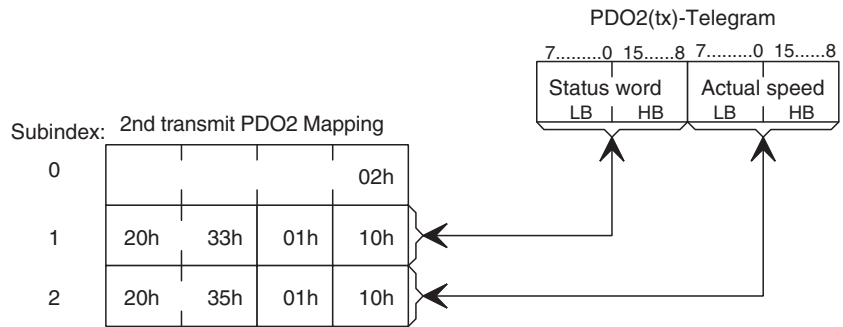 PDO2(tx)-Telegram
7.........0 15......8 7.........0 15......8
Status word Actual speed
LB HB LB HB
Subindex: 2nd transmit PDO2 Mapping
0 02h
1 20h 33h 01h 10h
2 20h 35h 01h 10h